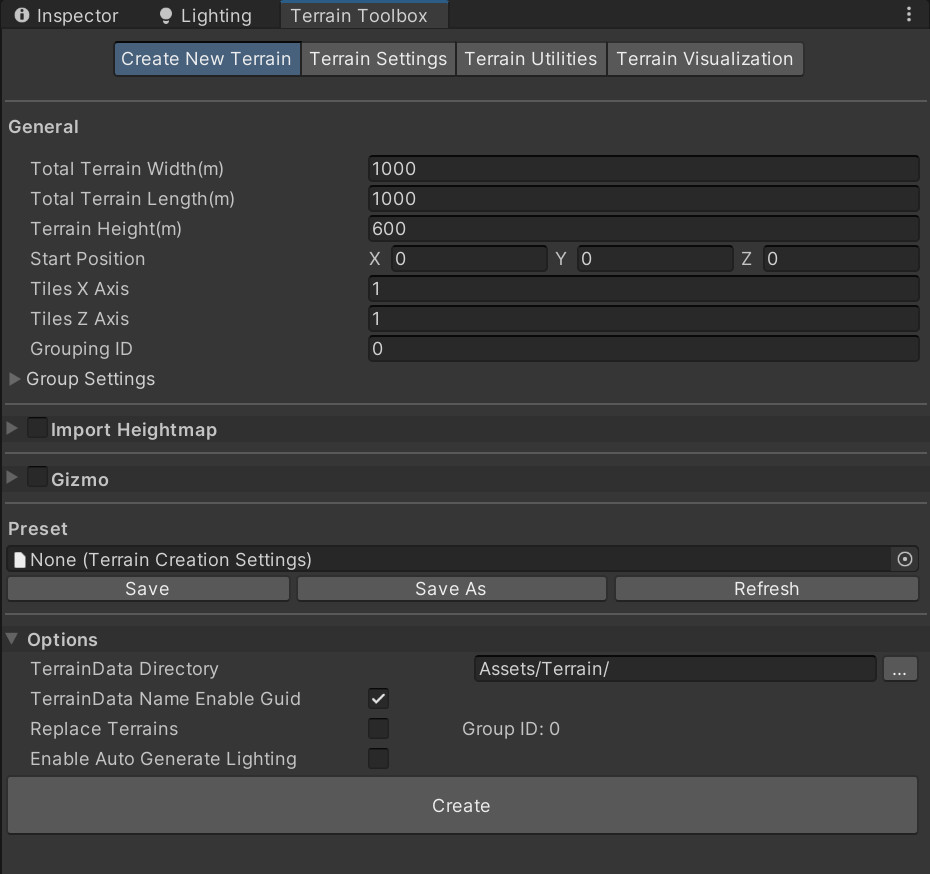 Inspector Lighting Terrain Toolbox
Create New Terrain Terrain Settings Terrain Utilities Terrain Visualization
General
Total Terrain Width(m) 1000
Total Terrain Length(m) 1000
Terrain Height(m) 600
Start Position X 0 Y 0 Z 0
Tiles X Axis 1
Tiles Z Axis 1
Grouping ID 0
Group Settings
Import Heightmap
Gizmo
Preset
None (Terrain Creation Settings)
Save Save As Refresh
Options
TerrainData Directory Assets/Terrain/ ...
TerrainData Name Enable Guid
Replace Terrains Group ID: 0
Enable Auto Generate Lighting
Create